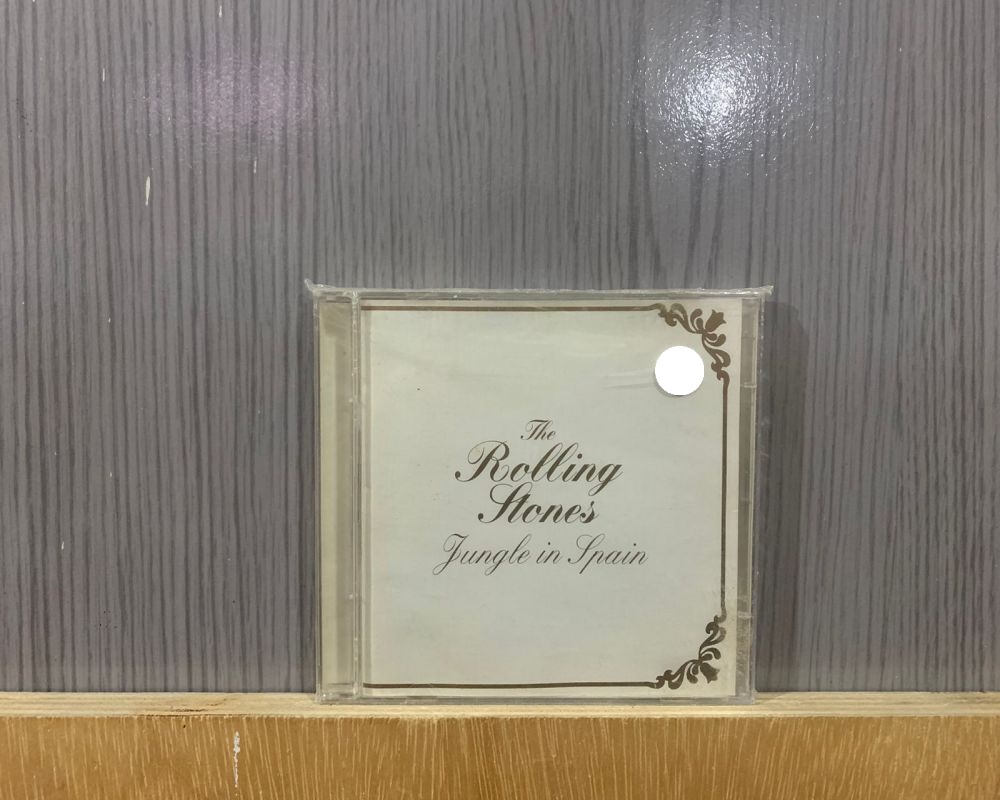 The
Rolling
Stones
Jungle in Spain